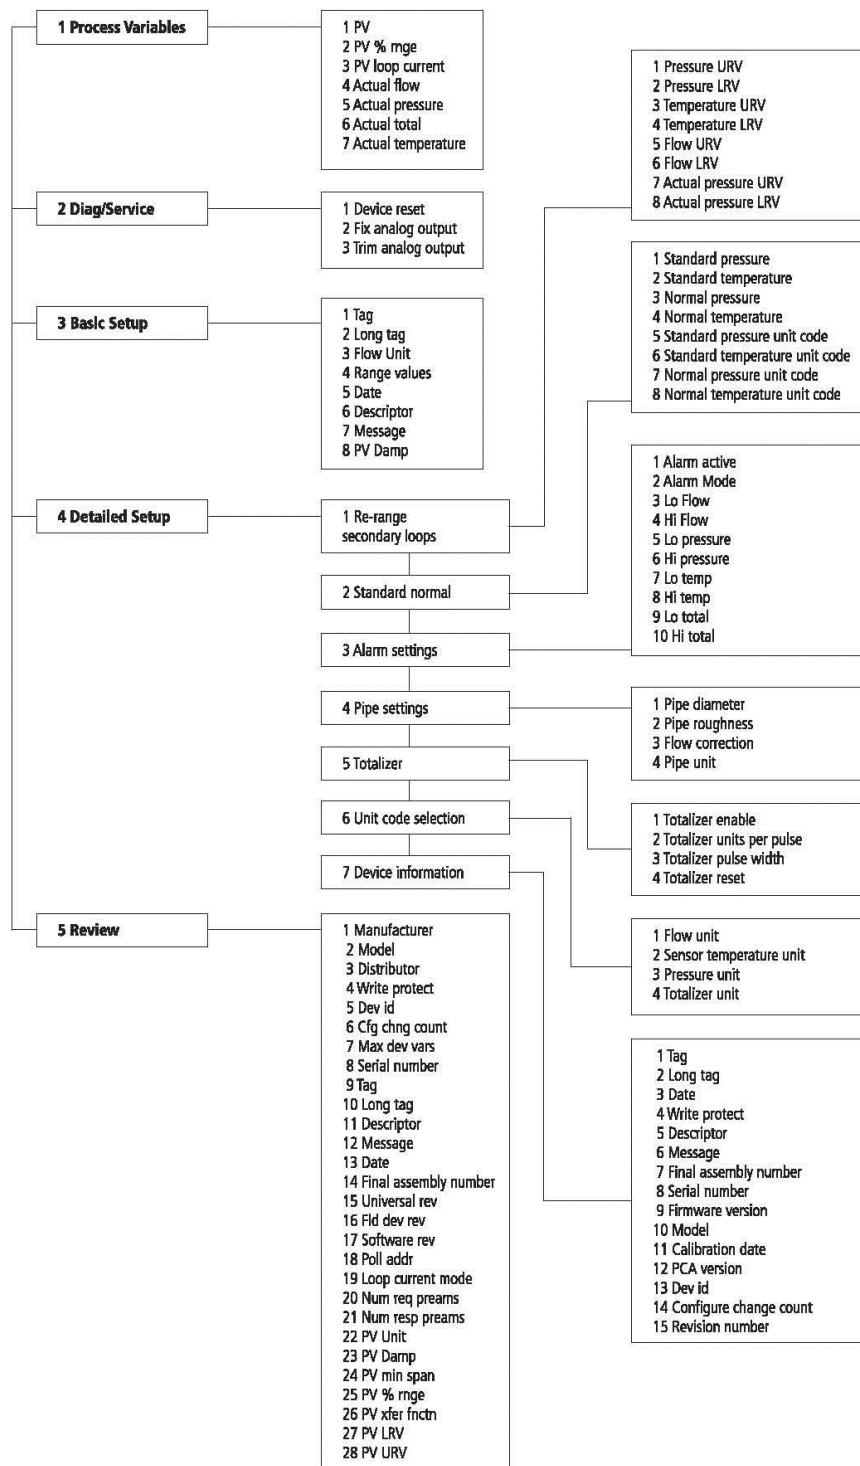 1 Process Variables
1 PV
2 PV % rnge
3 PV loop current
4 Actual flow
5 Actual pressure
6 Actual total
7 Actual temperature
2 Diag/Service
1 Device reset
2 Fix analog output
3 Trim analog output
3 Basic Setup
1 Tag
2 Long tag
3 Flow Unit
4 Range values
5 Date
6 Descriptor
7 Message
8 PV Damp
4 Detailed Setup
1 Re-range
secondary loops
1 Pressure URV
2 Pressure LRV
3 Temperature URV
4 Temperature LRV
5 Flow URV
6 Flow LRV
7 Actual pressure URV
8 Actual pressure LRV
2 Standard normal
1 Standard pressure
2 Standard temperature
3 Normal pressure
4 Normal temperature
5 Standard pressure unit code
6 Standard temperature unit code
7 Normal pressure unit code
8 Normal temperature unit code
3 Alarm settings
1 Alarm active
2 Alarm Mode
3 Lo Flow
4 Hi Flow
5 Lo pressure
6 Hi pressure
7 Lo temp
8 Hi temp
9 Lo total
10 Hi total
4 Pipe settings
1 Pipe diameter
2 Pipe roughness
3 Flow correction
4 Pipe unit
5 Totalizer
1 Totalizer enable
2 Totalizer units per pulse
3 Totalizer pulse width
4 Totalizer reset
6 Unit code selection
1 Flow unit
2 Sensor temperature unit
3 Pressure unit
4 Totalizer unit
7 Device information
1 Tag
2 Long tag
3 Date
4 Write protect
5 Descriptor
6 Message
7 Final assembly number
8 Serial number
9 Firmware version
10 Model
11 Calibration date
12 PCA version
13 Dev id
14 Configure change count
15 Revision number
5 Review
1 Manufacturer
2 Model
3 Distributor
4 Write protect
5 Dev id
6 Cfg chng count
7 Max dev vars
8 Serial number
9 Tag
10 Long tag
11 Descriptor
12 Message
13 Date
14 Final assembly number
15 Universal rev
16 Fld dev rev
17 Software rev
18 Poll addr
19 Loop current mode
20 Num req preams
21 Num resp preams
22 PV Unit
23 PV Damp
24 PV min span
25 PV % rnge
26 PV xfer fnctn
27 PV LRV
28 PV URV